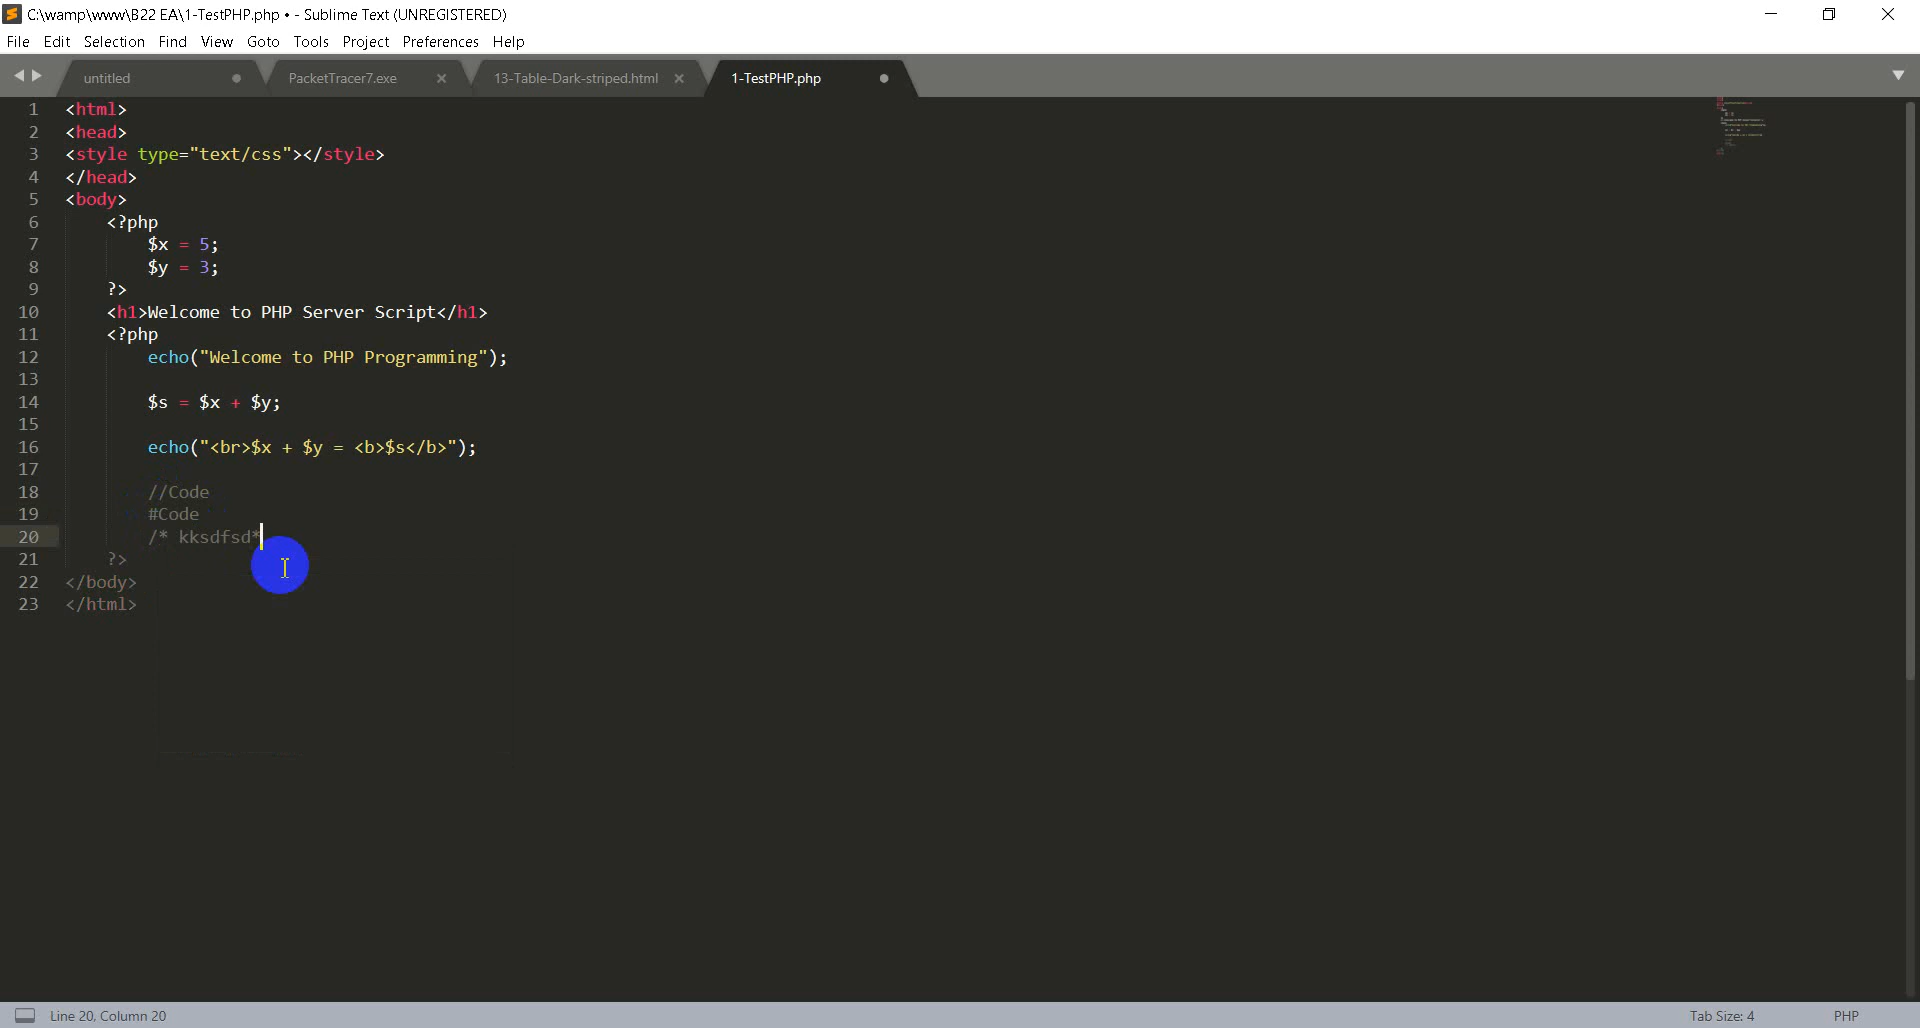 C:\wamp\www\B22 EA\1-TestPHP.php • - Sublime Text (UNREGISTERED)
File Edit Selection Find View Goto Tools Project Preferences Help
untitled PacketTracer7.exe 13-Table-Dark-striped.html 1-TestPHP.php
1 <html>
2 <head>
3 <style type="text/css"></style>
4 </head>
5 <body>
6 <?php
7 $x = 5;
8 $y = 3;
9 ?>
10 <h1>Welcome to PHP Server Script</h1>
11 <?php
12 echo("Welcome to PHP Programming");
13
14 $s = $x + $y;
15
16 echo("<br>$x + $y = <b>$s</b>");
17
18 //Code
19 #Code
20 /* kksdfsd*
21 ?>
22 </body>
23 </html>
Line 20, Column 20 Tab Size: 4 PHP